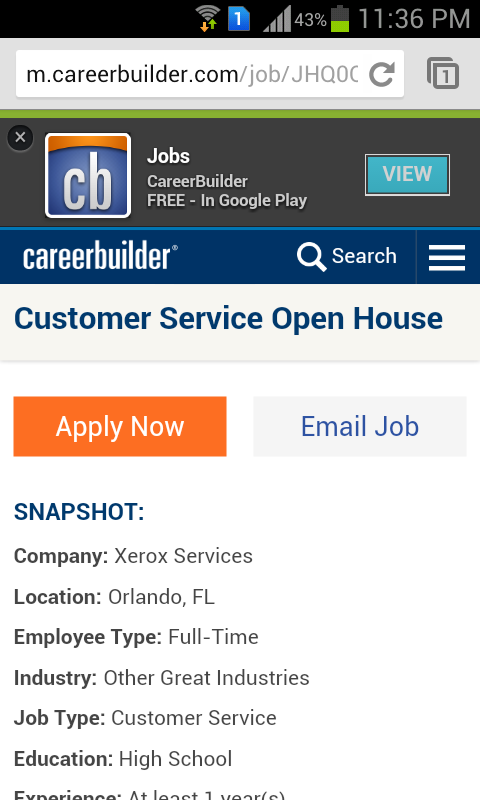 1 43% 11:36 PM
m.careerbuilder.com/job/JHQ0 1
Jobs
CareerBuilder
FREE - In Google Play
cb
VIEW
careerbuilder® Search
Customer Service Open House
Apply Now Email Job
SNAPSHOT:
Company: Xerox Services
Location: Orlando, FL
Employee Type: Full-Time
Industry: Other Great Industries
Job Type: Customer Service
Education: High School
Experience: At least 1 year(s)